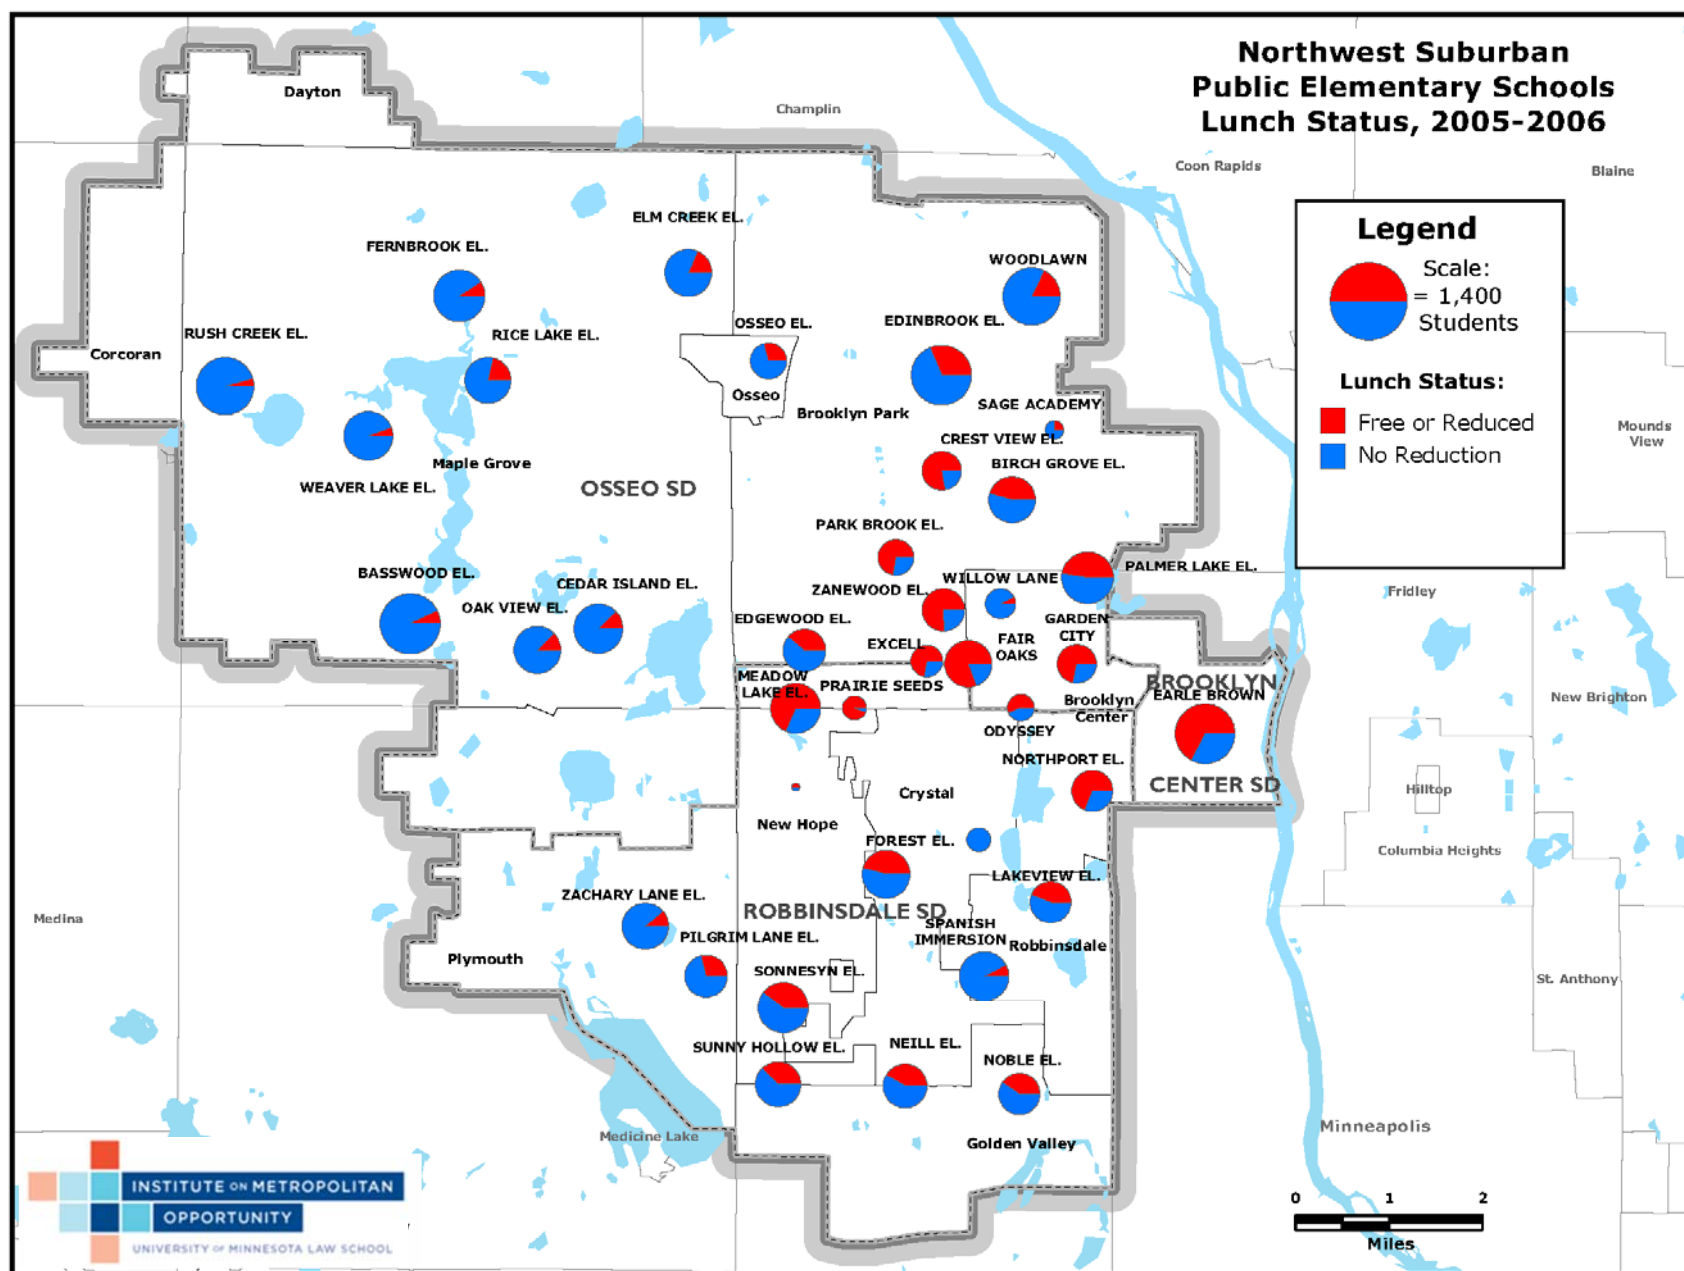 Northwest Suburban
Public Elementary Schools
Lunch Status, 2005-2006
Dayton
Champlin
Coon Rapids
Blaine
Legend
Scale:
= 1,400
Students
Lunch Status:
Free or Reduced
No Reduction
ELM CREEK EL.
FERNBROOK EL.
WOODLAWN
RUSH CREEK EL.
RICE LAKE EL.
OSSEO EL.
EDINBROOK EL.
Corcoran
Osseo
Brooklyn Park
SAGE ACADEMY
Mounds
View
CREST VIEW EL.
Maple Grove
BIRCH GROVE EL.
WEAVER LAKE EL.
OSSEO SD
PARK BROOK EL.
BASSWOOD EL.
CEDAR ISLAND EL.
WILLOW LANE
PALMER LAKE EL.
ZANEWOOD EL.
Fridley
OAK VIEW EL.
EDGEWOOD EL.
GARDEN
CITY
EXCELL
FAIR
OAKS
MEADOW
LAKE EL.
PRAIRIE SEEDS
BROOKLYN
EARLE BROWN
Brooklyn
Center
New Brighton
ODYSSEY
NORTHPORT EL.
CENTER SD
Hilltop
Crystal
New Hope
FOREST EL.
Columbia Heights
LAKEVIEW EL.
ZACHARY LANE EL.
ROBBINSDALE SD
Medina
SPANISH
IMMERSION
Robbinsdale
PILGRIM LANE EL.
Plymouth
SONNESYN EL.
St. Anthony
SUNNY HOLLOW EL.
NEILL EL.
NOBLE EL.
Medicine Lake
Golden Valley
Minneapolis
INSTITUTE ON METROPOLITAN
OPPORTUNITY
UNIVERSITY OF MINNESOTA LAW SCHOOL
0 1 2
Miles